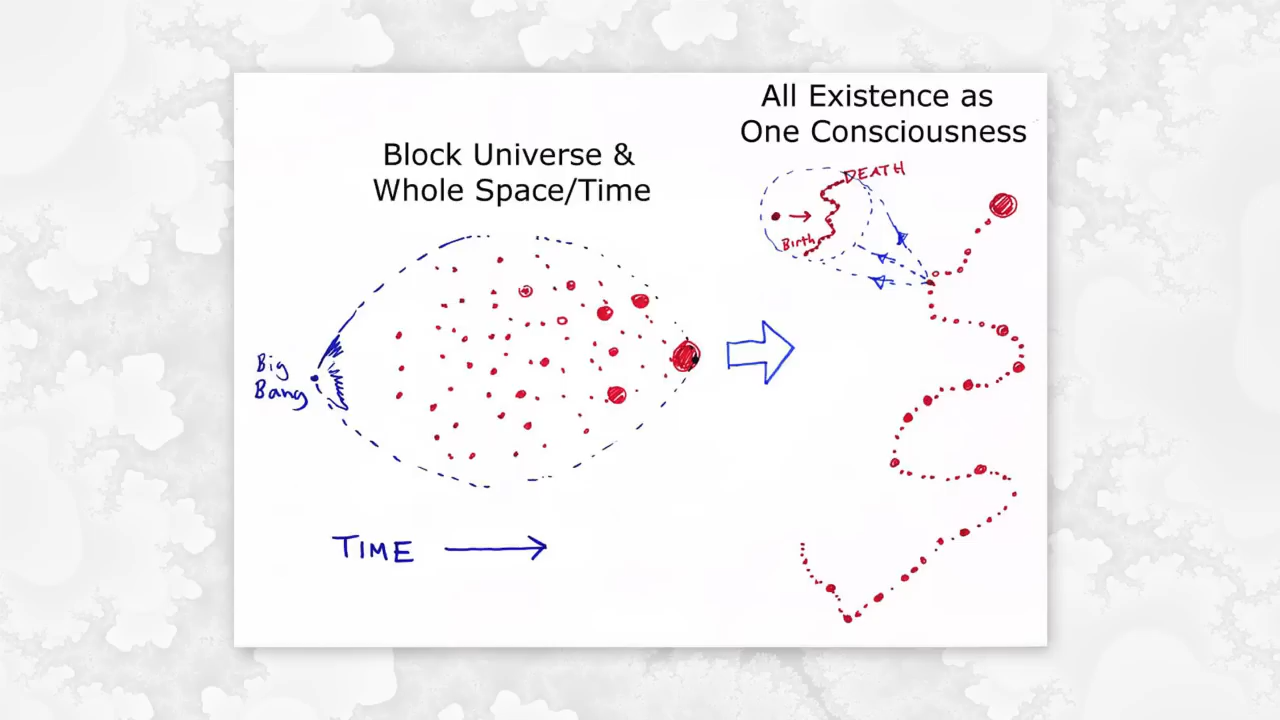 Block Universe &
Whole Space/Time
Big
Bang
TIME
All Existence as
One Consciousness
DEATH
Birth